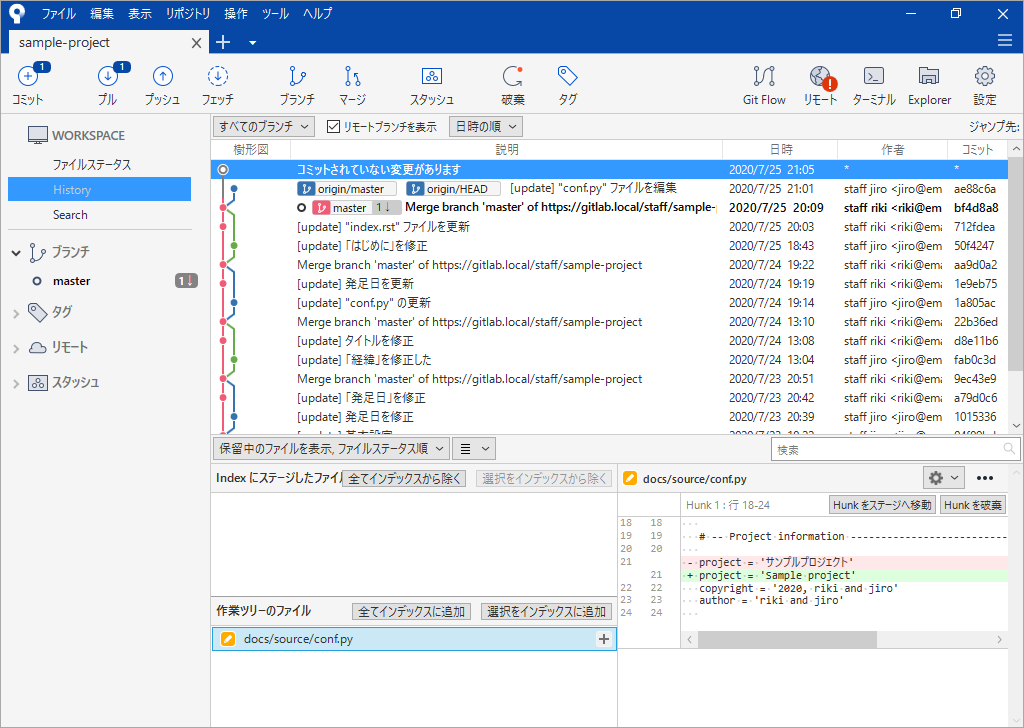 ファイル 編集 表示 リポジトリ 操作 ツール ヘルプ
sample-project
1 1
コミット プル プッシュ フェッチ ブランチ マージ スタッシュ 破棄 タグ Git Flow リモート ターミナル Explorer 設定
WORKSPACE
ファイルステータス
History
Search
ブランチ
master 1↓
タグ
リモート
スタッシュ
すべてのブランチ リモートブランチを表示 日時の順 ジャンプ先:
樹形図 説明 日時 作者 コミット
コミットされていない変更があります 2020/7/25 21:05 * *
origin/master origin/HEAD [update] "conf.py" ファイルを編集 2020/7/25 21:01 staff jiro <jiro@em ae88c6a
master 1↓ Merge branch 'master' of https://gitlab.local/staff/sample- 2020/7/25 20:09 staff riki <riki@em bf4d8a8
[update] "index.rst" ファイルを更新 2020/7/25 20:03 staff riki <riki@ema 712fdea
[update] 「はじめに」を修正 2020/7/25 18:43 staff jiro <jiro@em 50f4247
Merge branch 'master' of https://gitlab.local/staff/sample-project 2020/7/24 19:22 staff riki <riki@ema aa9d0a2
[update] 発足日を更新 2020/7/24 19:19 staff riki <riki@ema 1e9eb75
[update] "conf.py" の更新 2020/7/24 19:14 staff jiro <jiro@em 1a805ac
Merge branch 'master' of https://gitlab.local/staff/sample-project 2020/7/24 13:10 staff riki <riki@ema 22b36ed
[update] タイトルを修正 2020/7/24 13:08 staff riki <riki@ema d8e11b6
[update] 「経緯」を修正した 2020/7/24 13:04 staff jiro <jiro@em fab0c3d
Merge branch 'master' of https://gitlab.local/staff/sample-project 2020/7/23 20:51 staff riki <riki@ema 9ec43e9
[update] 「発足日」を修正 2020/7/23 20:42 staff riki <riki@ema a79d0c6
[update] 発足日を修正 2020/7/23 20:39 staff jiro <jiro@em 1015336
保留中のファイルを表示, ファイルステータス順 検索
Index にステージしたファイ 全てインデックスから除く 選択をインデックスから除く
docs/source/conf.py
Hunk 1 : 行 18-24 Hunk をステージへ移動 Hunk を破棄
18 18 ···
19 19 ··· # -- Project information -------------------------
20 20 ···
21 - project = 'サンプルプロジェクト'
21 + project = 'Sample project'
22 22 copyright = '2020, riki and jiro'
23 23 author = 'riki and jiro'
24 24 ···
作業ツリーのファイル 全てインデックスに追加 選択をインデックスに追加
docs/source/conf.py